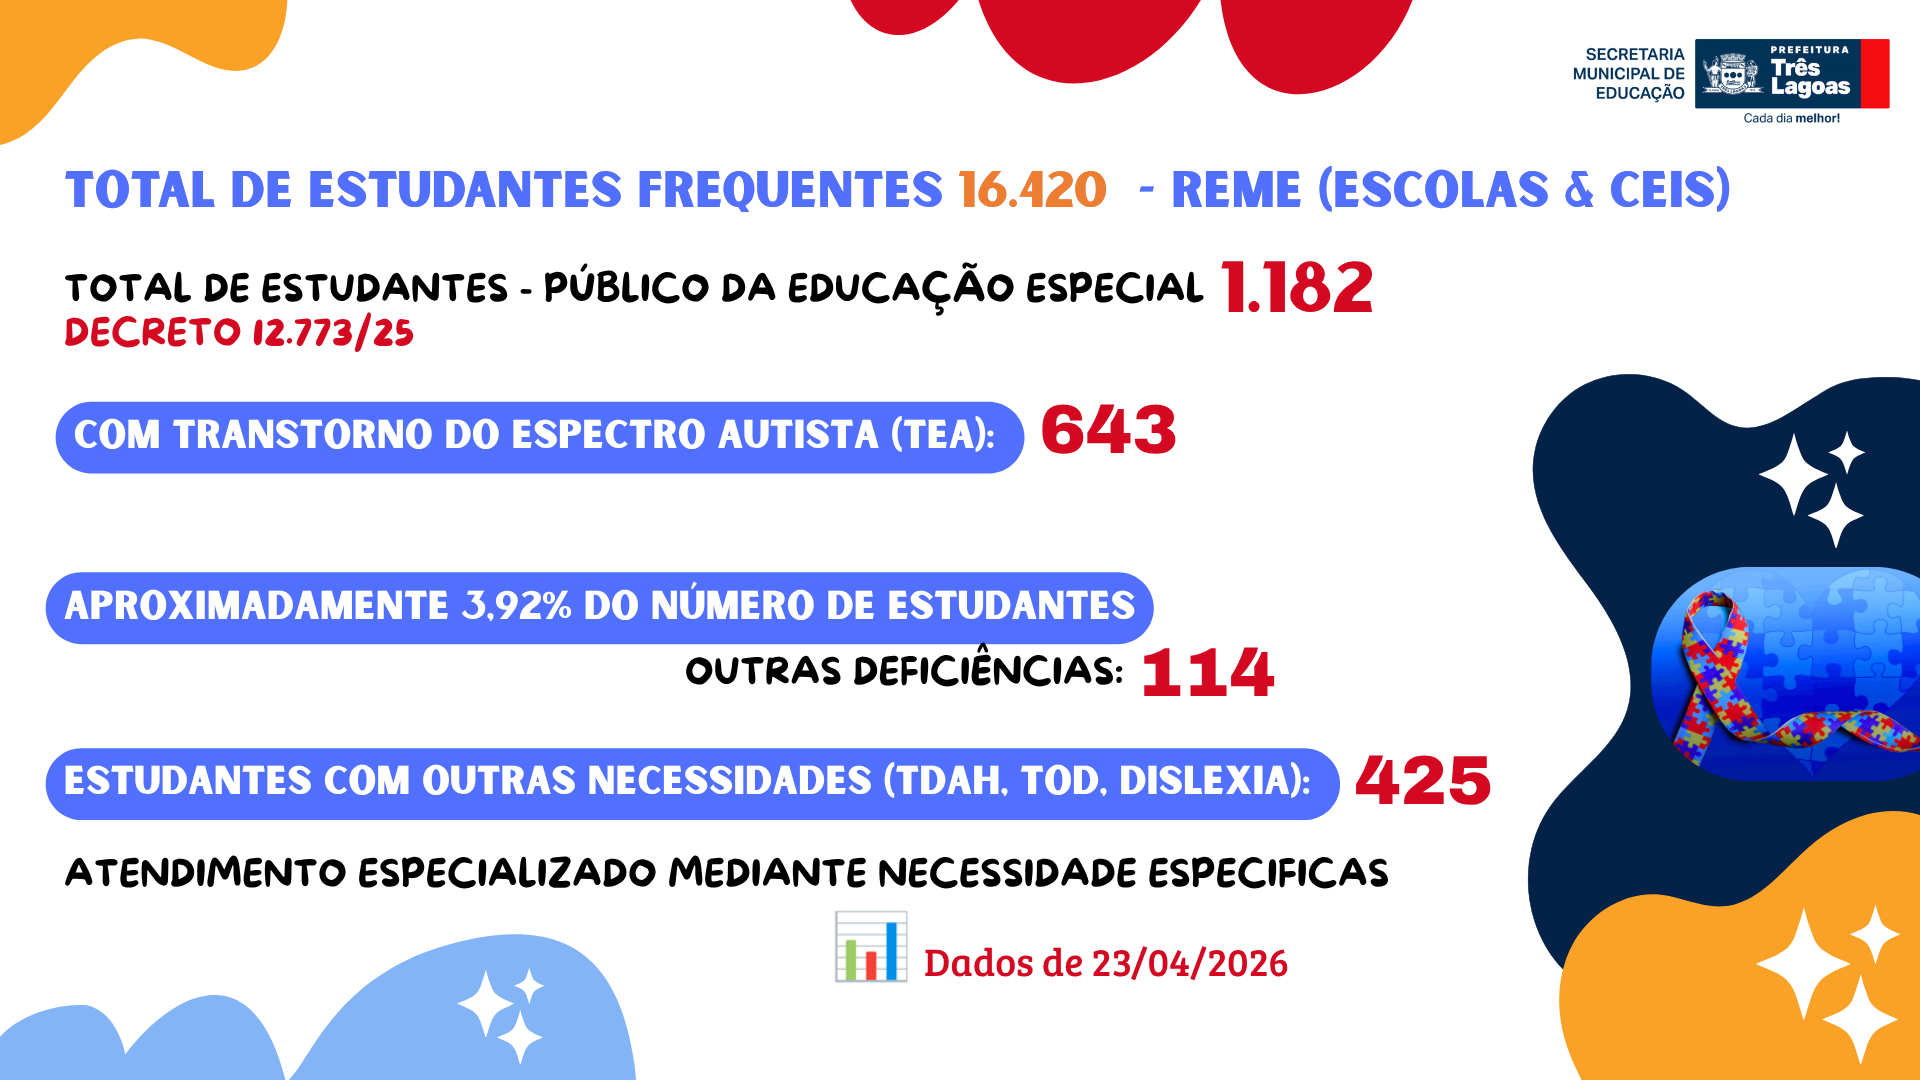 SECRETARIA
MUNICIPAL DE
EDUCAÇÃO
PREFEITURA
Três
Lagoas
Cada dia melhor!
TOTAL DE ESTUDANTES FREQUENTES 16.420 - REME (ESCOLAS & CEIS)
TOTAL DE ESTUDANTES - PÚBLICO DA EDUCAÇÃO ESPECIAL 1.182
DECRETO 12.773/25
COM TRANSTORNO DO ESPECTRO AUTISTA (TEA): 643
APROXIMADAMENTE 3,92% DO NÚMERO DE ESTUDANTES
OUTRAS DEFICIÊNCIAS: 114
ESTUDANTES COM OUTRAS NECESSIDADES (TDAH, TOD, DISLEXIA): 425
ATENDIMENTO ESPECIALIZADO MEDIANTE NECESSIDADE ESPECIFICAS
Dados de 23/04/2026